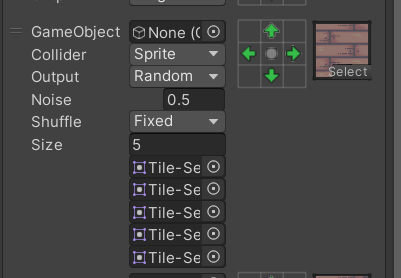 GameObject None (
Collider Sprite
Output Random
Noise 0.5
Select
Shuffle Fixed
Size 5
Tile-Se
Tile-Se
Tile-Se
Tile-Se
Tile-Se